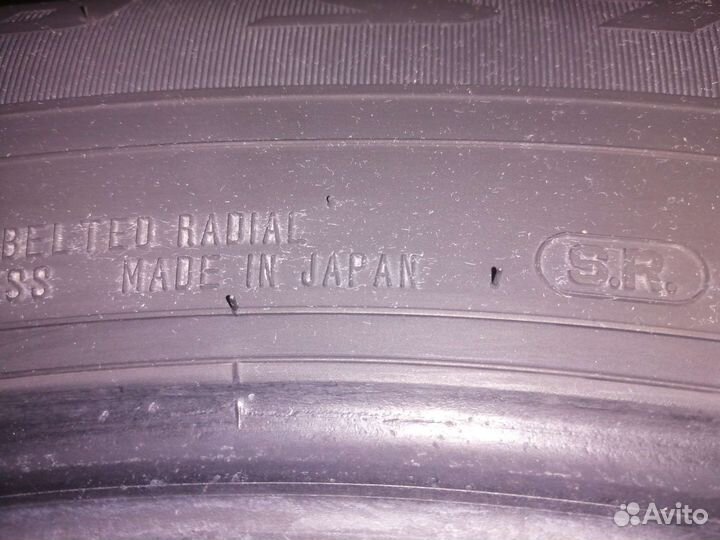 BELTED RADIAL
SS MADE IN JAPAN
S.R.
Avito